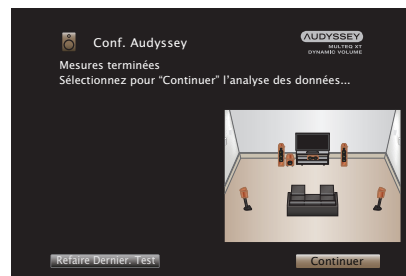 Conf. Audyssey
AUDYSSEY
MULTEQ XT
DYNAMIC VOLUME
Mesures terminées
Sélectionnez pour “Continuer” l’analyse des données...
Refaire Dernier. Test
Continuer